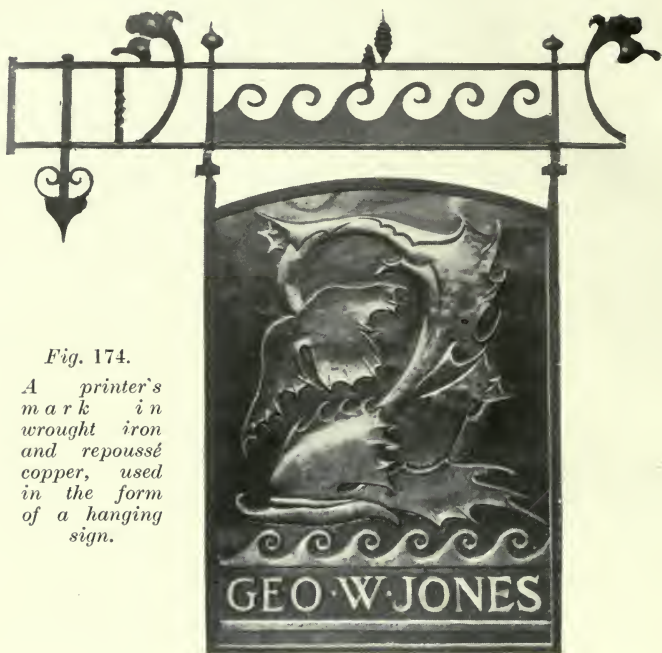 Fig. 174.
A printer's
mark in
wrought iron
and repoussé
copper, used
in the form
of a hanging
sign.
GEO·W·JONES